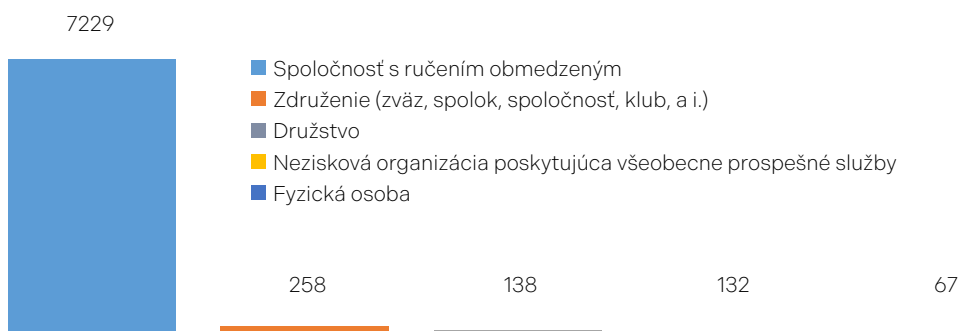 7229
Spoločnosť s ručením obmedzeným
Združenie (zväz, spolok, spoločnosť, klub, a i.)
Družstvo
Nezisková organizácia poskytujúca všeobecne prospešné služby
Fyzická osoba
258 138 132 67